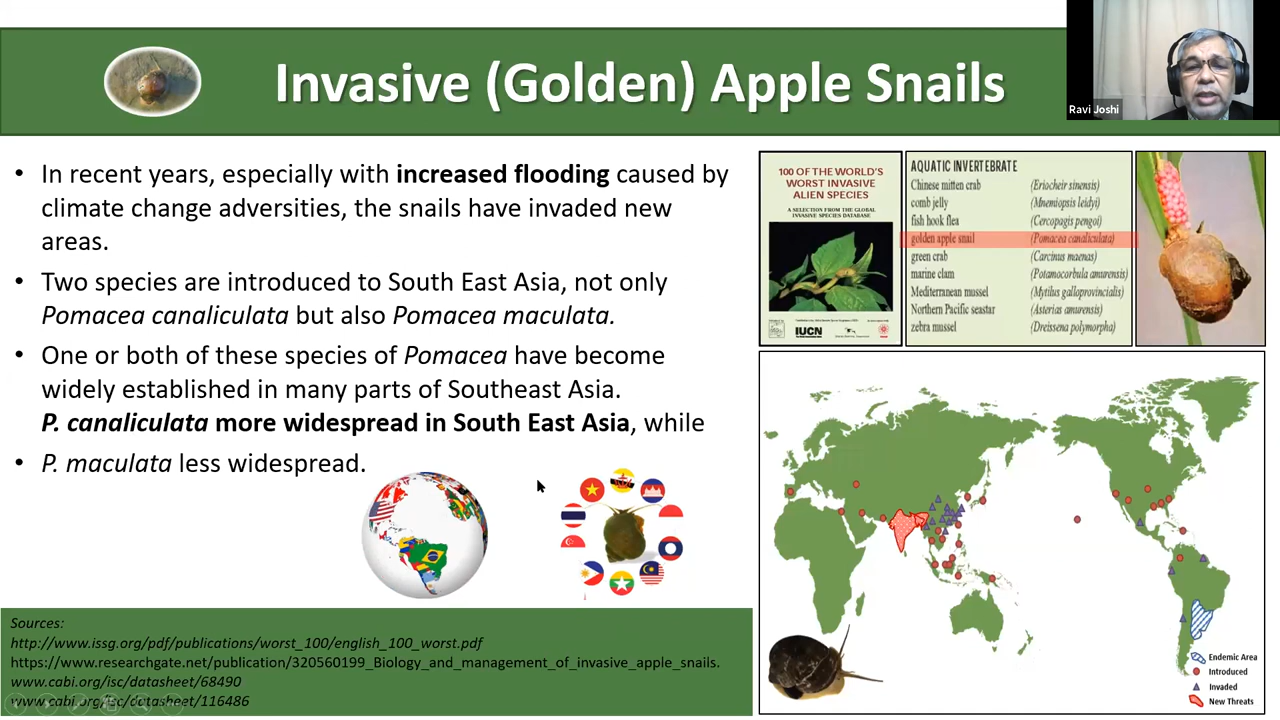 Invasive (Golden) Apple Snails
Ravi Joshi
• In recent years, especially with increased flooding caused by
climate change adversities, the snails have invaded new
areas.
• Two species are introduced to South East Asia, not only
Pomacea canaliculata but also Pomacea maculata.
• One or both of these species of Pomacea have become
widely established in many parts of Southeast Asia.
P. canaliculata more widespread in South East Asia, while
• P. maculata less widespread.
100 OF THE WORLD'S
WORST INVASIVE
ALIEN SPECIES
A SELECTION FROM THE GLOBAL
INVASIVE SPECIES DATABASE
IUCN
AQUATIC INVERTEBRATE
Chinese mitten crab (Eriocheir sinensis)
comb jelly (Mnemiopsis leidyi)
fish hook flea (Cercopagis pengoi)
golden apple snail (Pomacea canaliculata)
green crab (Carcinus maenas)
marine clam (Potamocorbula amurensis)
Mediterranean mussel (Mytilus galloprovincialis)
Northern Pacific seastar (Asterias amurensis)
zebra mussel (Dreissena polymorpha)
Endemic Area
Introduced
Invaded
New Threats
Sources:
http://www.issg.org/pdf/publications/worst_100/english_100_worst.pdf
https://www.researchgate.net/publication/320560199_Biology_and_management_of_invasive_apple_snails.
www.cabi.org/isc/datasheet/68490
www.cabi.org/isc/datasheet/116486